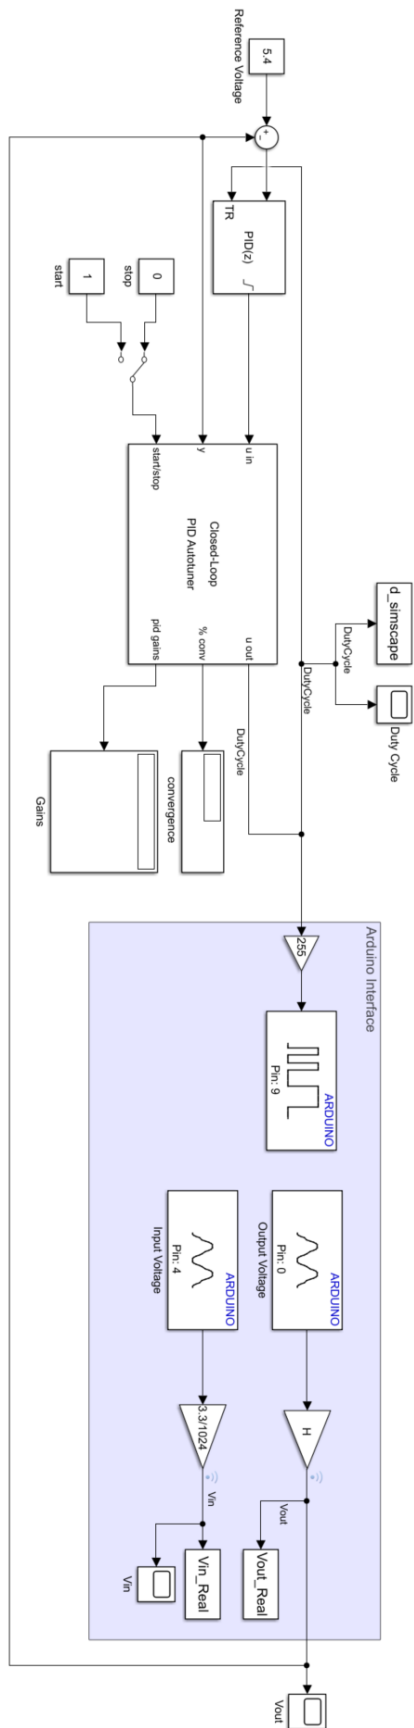 5.4
Reference Voltage
+
−
PID(z)
TR
0
stop
1
start
u in
y
start/stop
Closed-Loop
PID Autotuner
u out
% conv
pid gains
d_simscape
Duty Cycle
DutyCycle
DutyCycle
DutyCycle
convergence
Gains
Arduino Interface
255
ARDUINO
Pin: 9
ARDUINO
Pin: 0
Output Voltage
ARDUINO
Pin: 4
Input Voltage
H
3.3/1024
Vout
Vout_Real
Vin
Vin_Real
Vin
Vout